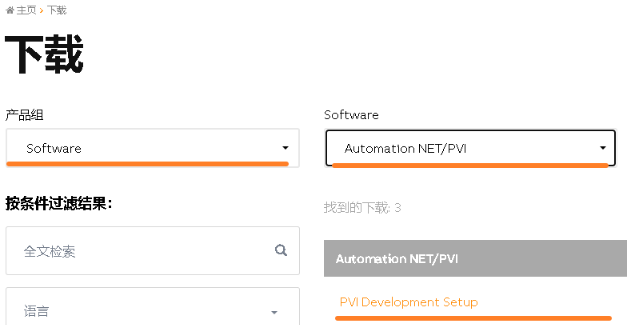 主页 > 下载
下载
产品组
Software
Software
Automation NET/PVI
按条件过滤结果：
找到的下载: 3
全文检索
Automation NET/PVI
语言
PVI Development Setup